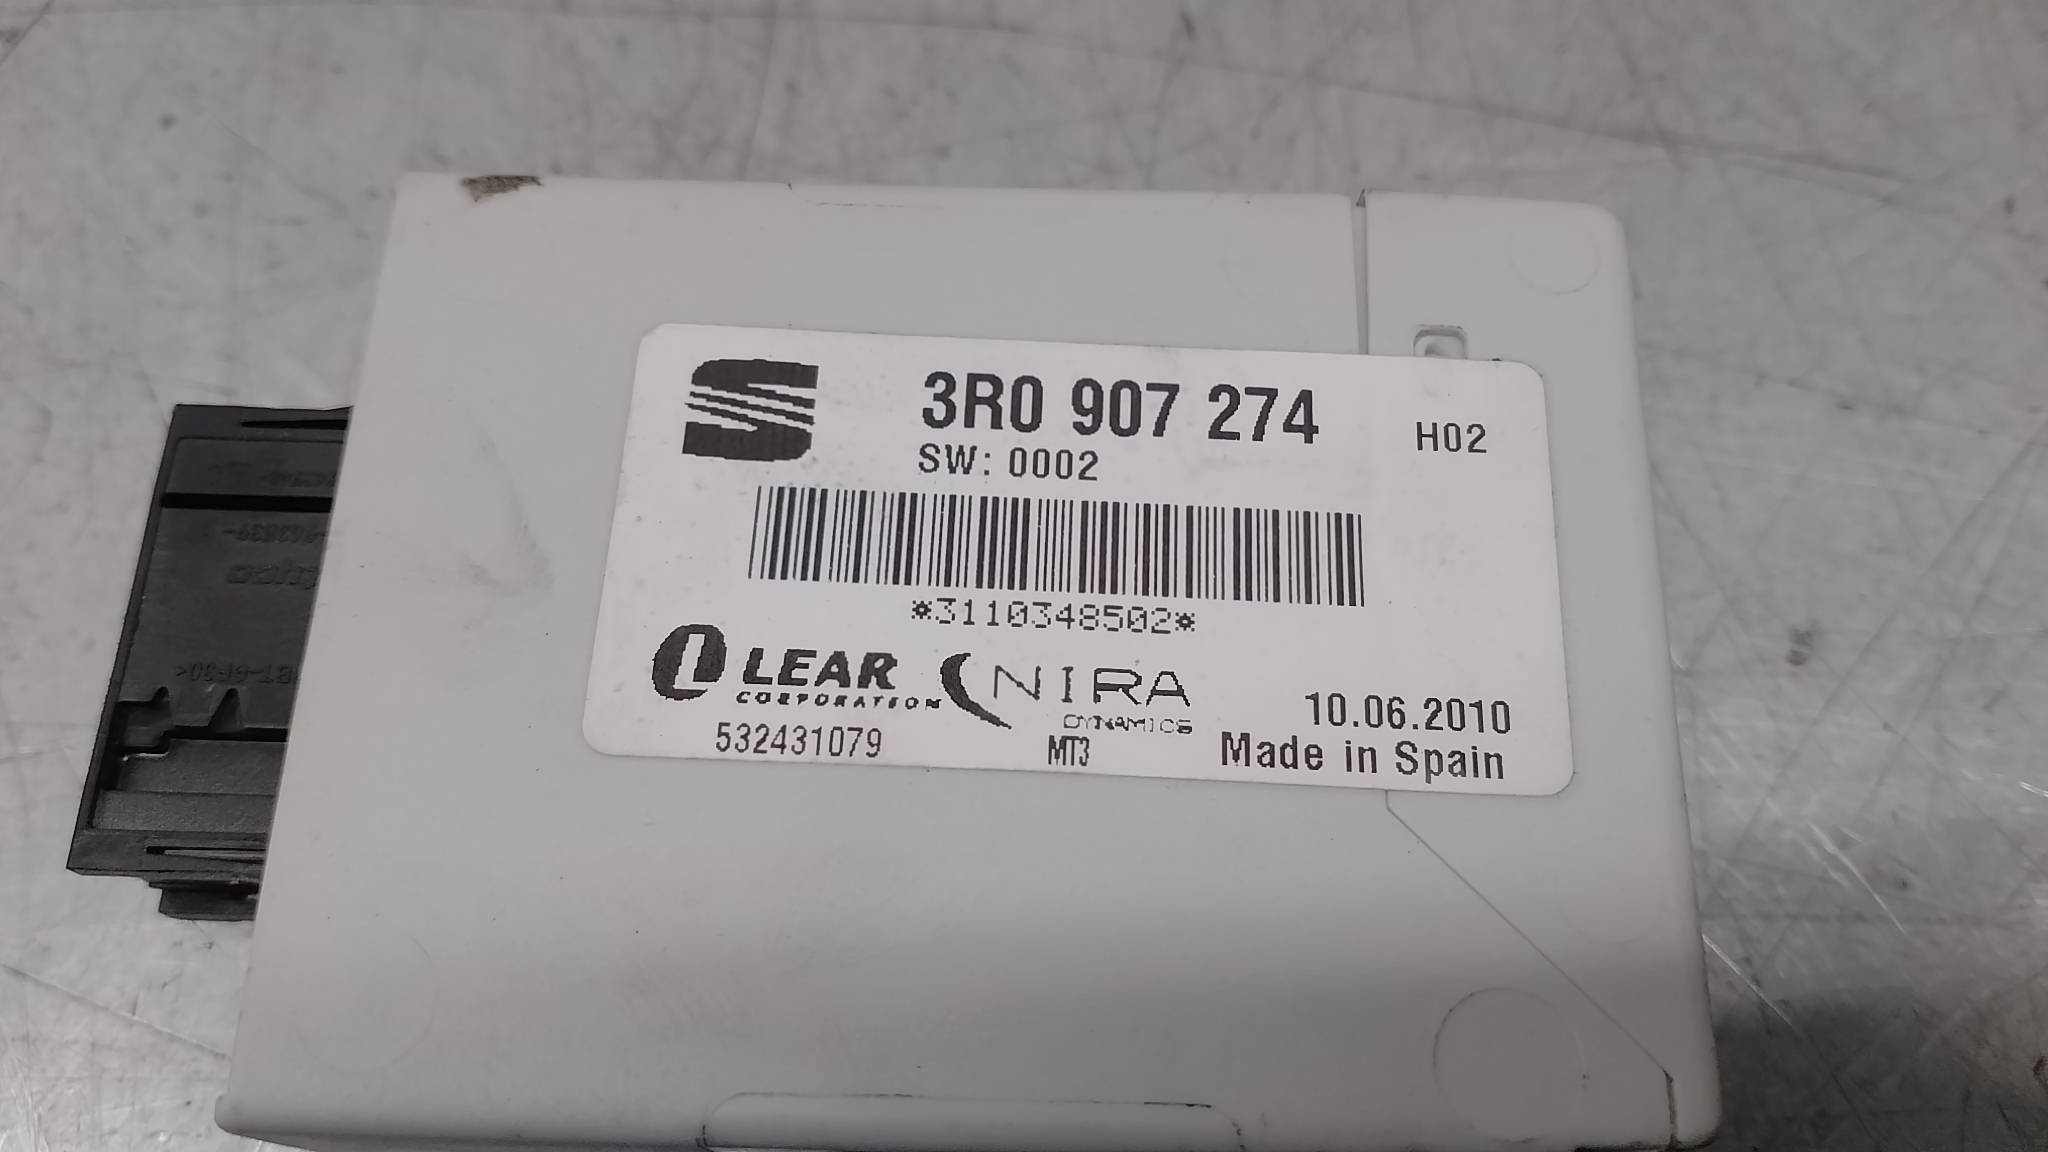 3R0 907 274
H02
SW: 0002
*3110348502*
LEAR
CORPORATION
NIRA
DYNAMICS
532431079
MT3
10.06.2010
Made in Spain